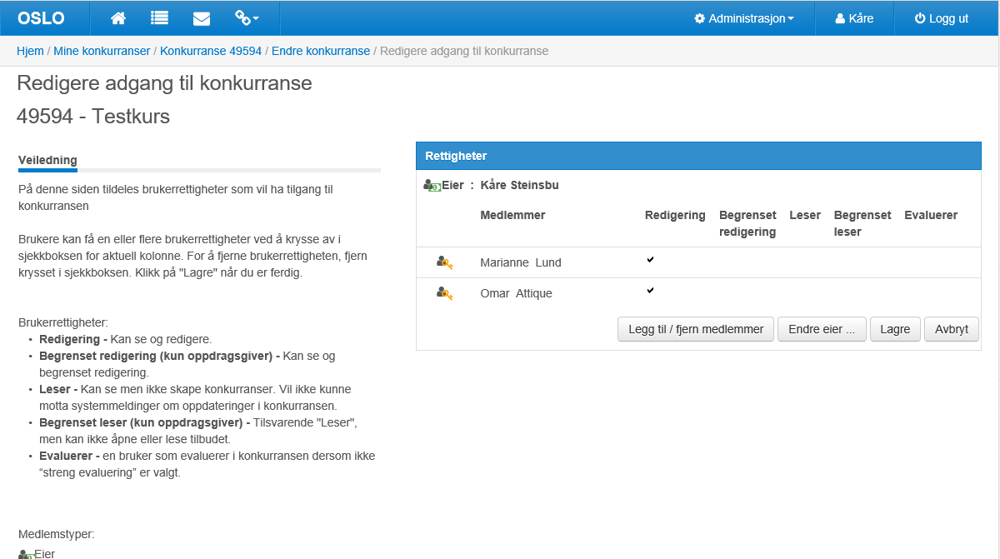 OSLO
Administrasjon
Kåre
Logg ut
Hjem / Mine konkurranser / Konkurranse 49594 / Endre konkurranse / Redigere adgang til konkurranse
Redigere adgang til konkurranse
49594 - Testkurs
Veiledning
På denne siden tildeles brukerrettigheter som vil ha tilgang til
konkurransen
Brukere kan få en eller flere brukerrettigheter ved å krysse av i
sjekkboksen for aktuell kolonne. For å fjerne brukerrettigheten, fjern
krysset i sjekkboksen. Klikk på "Lagre" når du er ferdig.
Brukerrettigheter:
• Redigering - Kan se og redigere.
• Begrenset redigering (kun oppdragsgiver) - Kan se og
begrenset redigering.
• Leser - Kan se men ikke skape konkurranser. Vil ikke kunne
motta systemmeldinger om oppdateringer i konkurransen.
• Begrenset leser (kun oppdragsgiver) - Tilsvarende "Leser",
men kan ikke åpne eller lese tilbudet.
• Evaluerer - en bruker som evaluerer i konkurransen dersom ikke
“streng evaluering” er valgt.
Medlemstyper:
Eier
Rettigheter
Eier : Kåre Steinsbu
Medlemmer Redigering Begrenset Leser Begrenset Evaluerer
redigering leser
Marianne Lund
Omar Attique
Legg til / fjern medlemmer Endre eier ... Lagre Avbryt